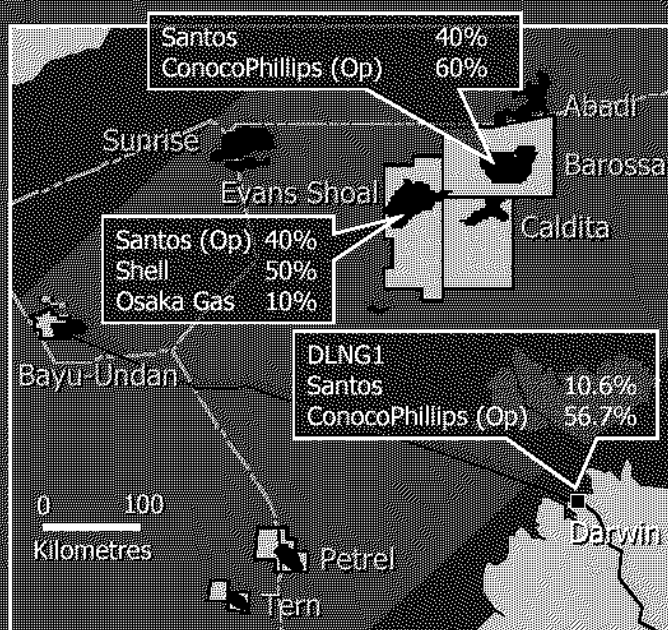 Santos 40%
ConocoPhillips (Op) 60%
Abadi
Sunrise
Barossa
Evans Shoal
Caldita
Santos (Op) 40%
Shell 50%
Osaka Gas 10%
DLNG1
Santos 10.6%
ConocoPhillips (Op) 56.7%
Bayu-Undan
0 100
Kilometres
Darwin
Petrel
Tern